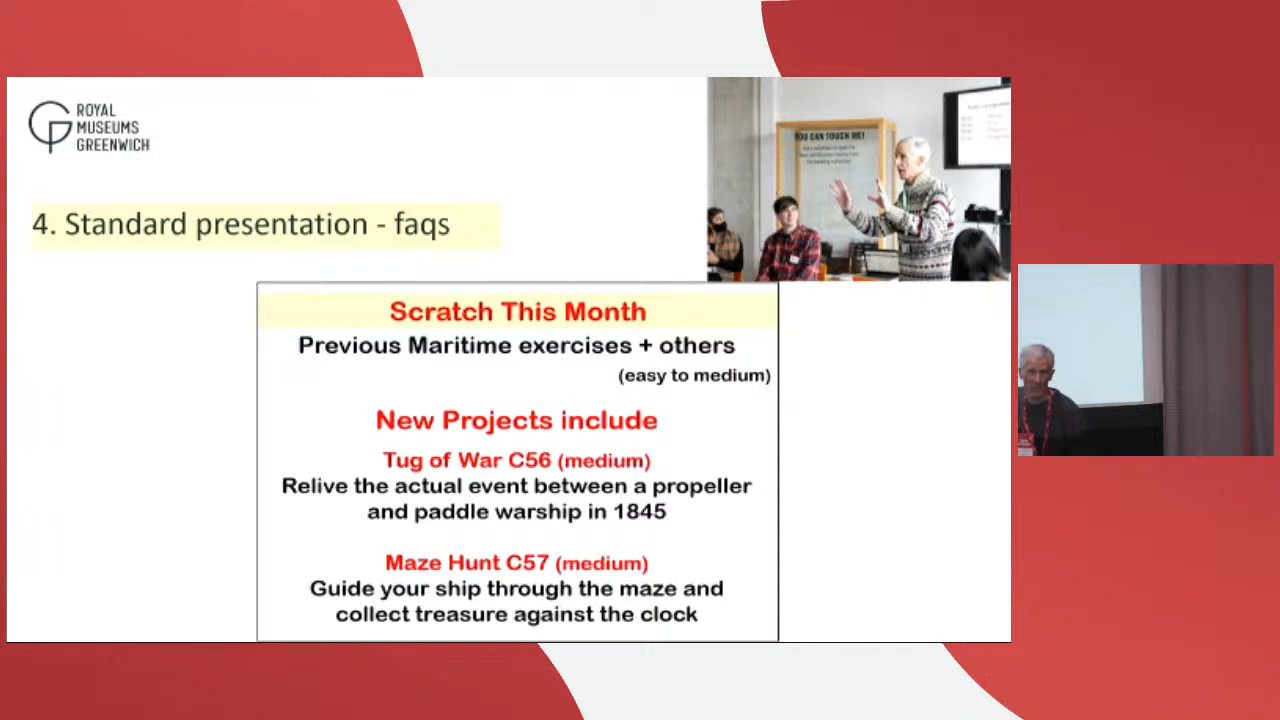 ROYAL
MUSEUMS
GREENWICH
YOU CAN TOUCH ME!
4. Standard presentation - faqs
Scratch This Month
Previous Maritime exercises + others
(easy to medium)
New Projects include
Tug of War C56 (medium)
Relive the actual event between a propeller
and paddle warship in 1845
Maze Hunt C57 (medium)
Guide your ship through the maze and
collect treasure against the clock